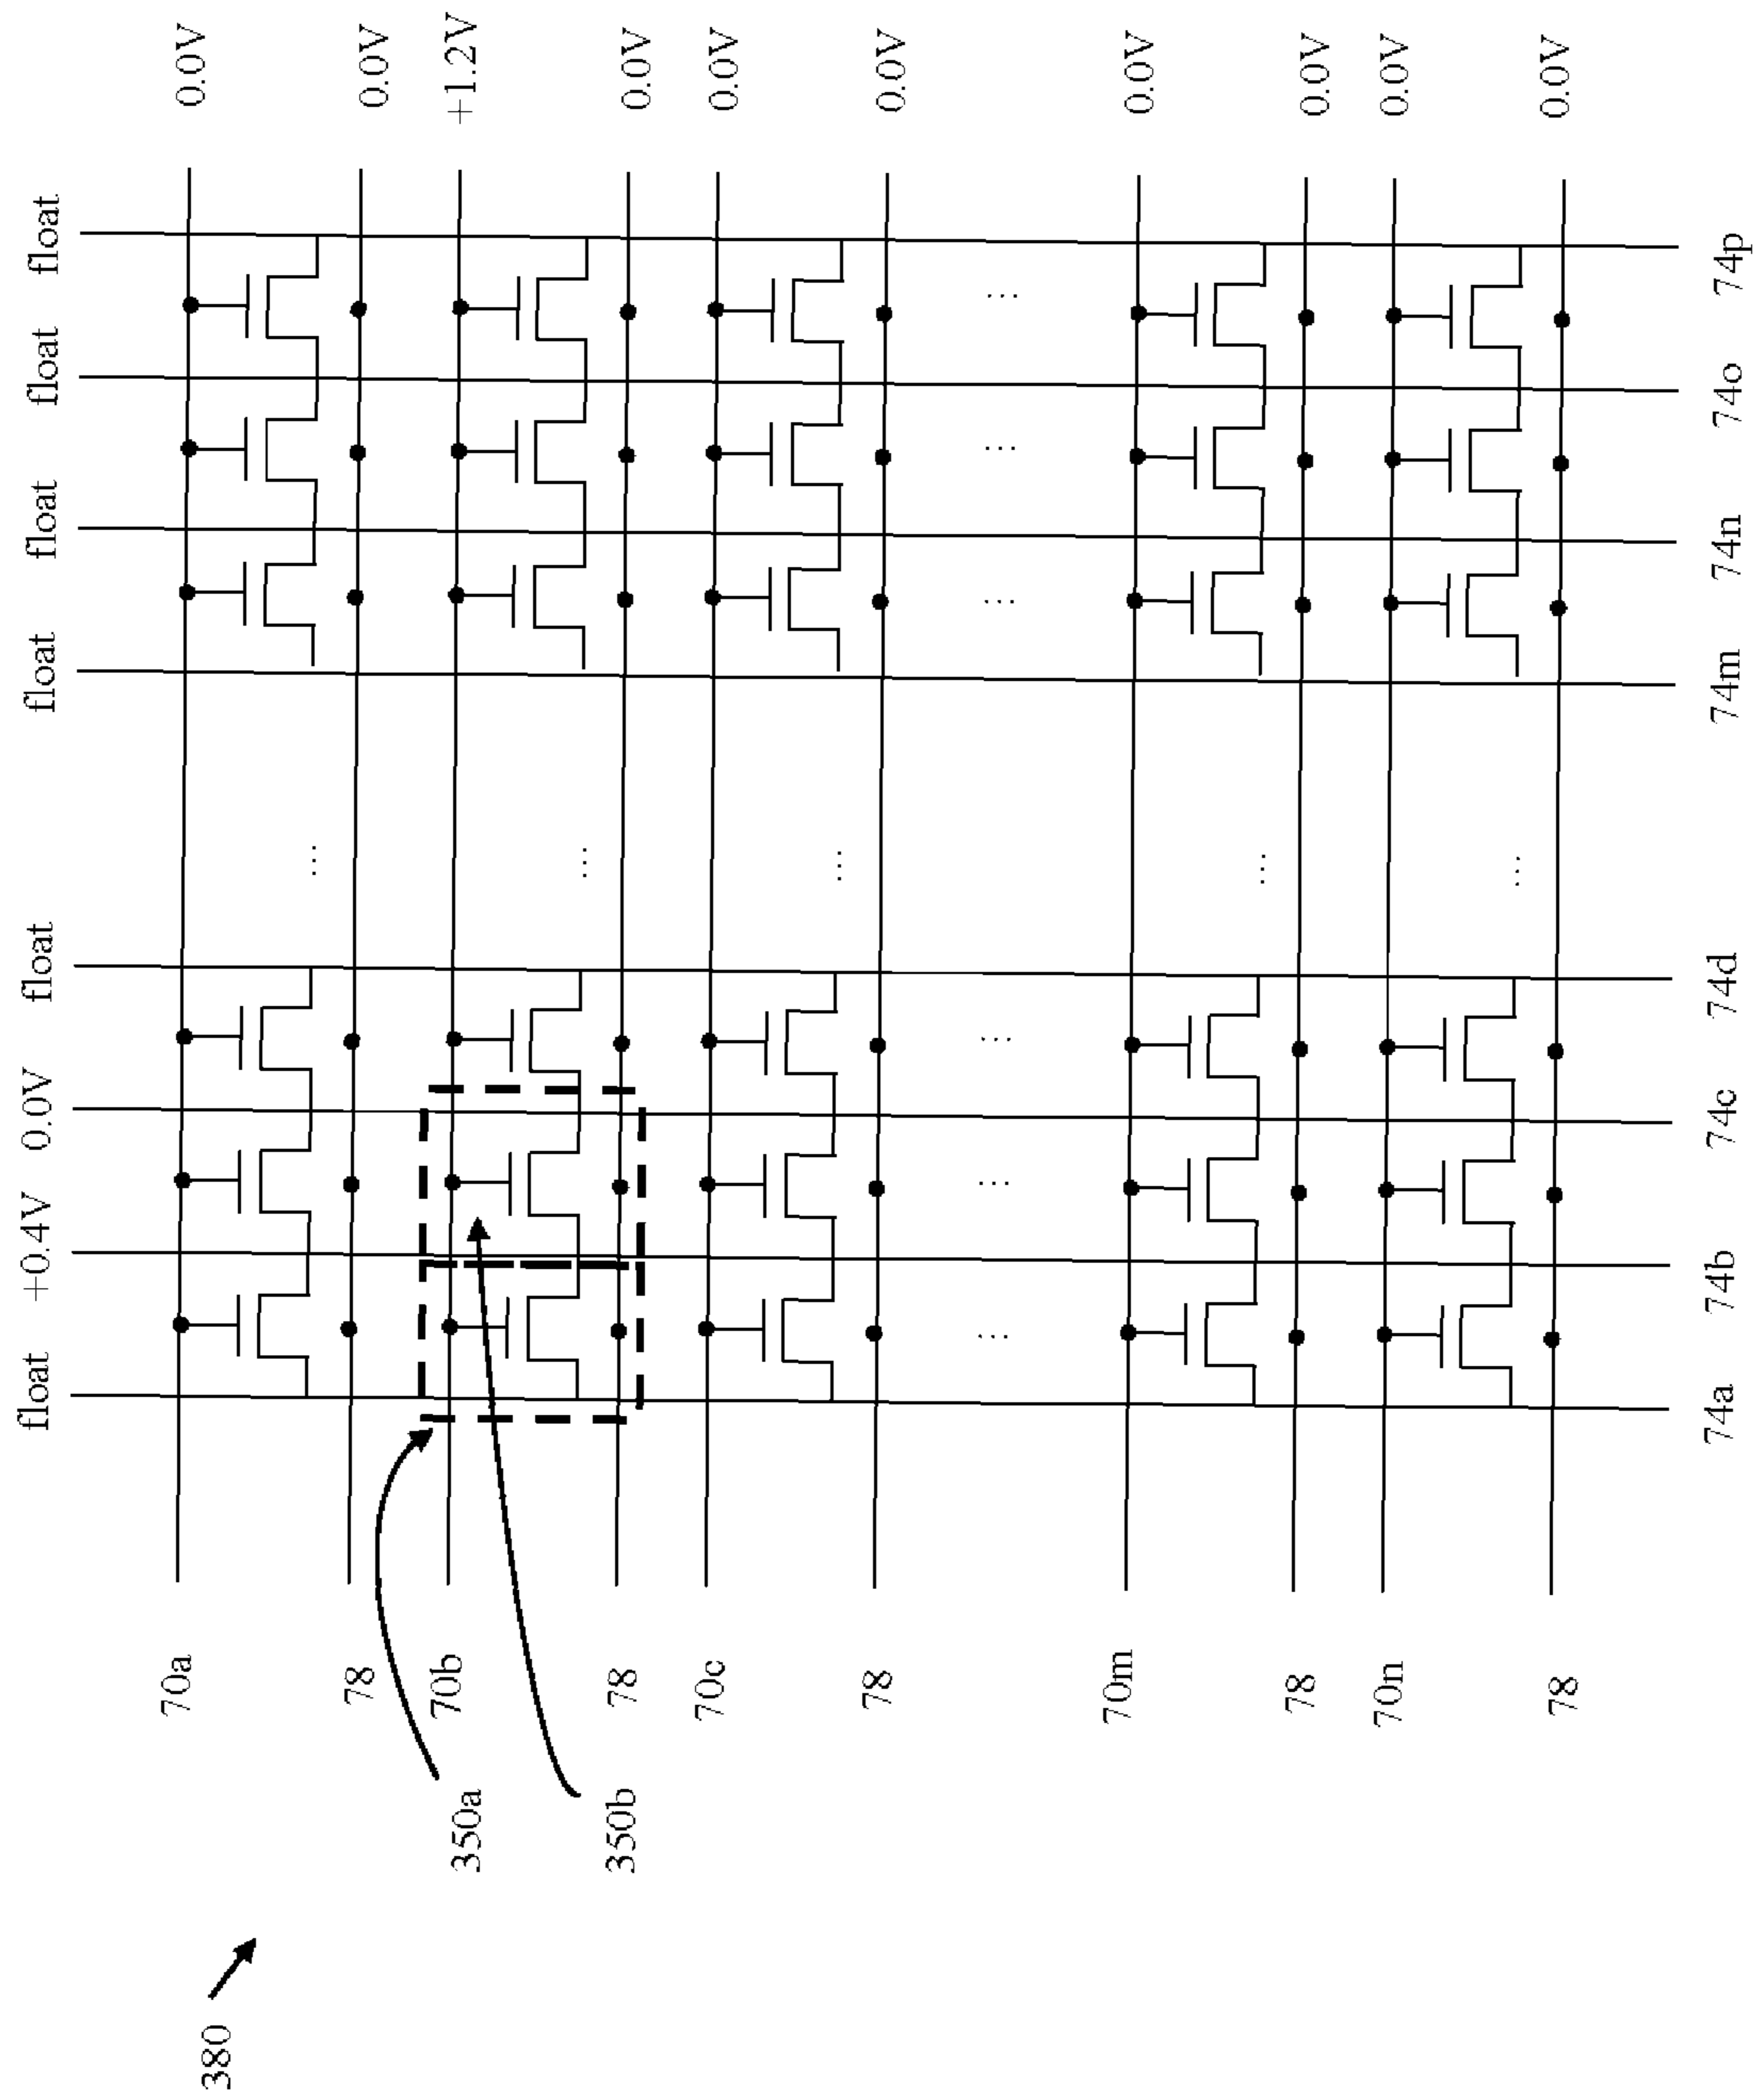 380
float +0.4V 0.0V float float float float float
70a 0.0V
78 0.0V
350a
70b +1.2V
350b
78 0.0V
70c 0.0V
78 0.0V
70m 0.0V
78 0.0V
70n 0.0V
78 0.0V
74a 74b 74c 74d 74m 74n 74o 74p